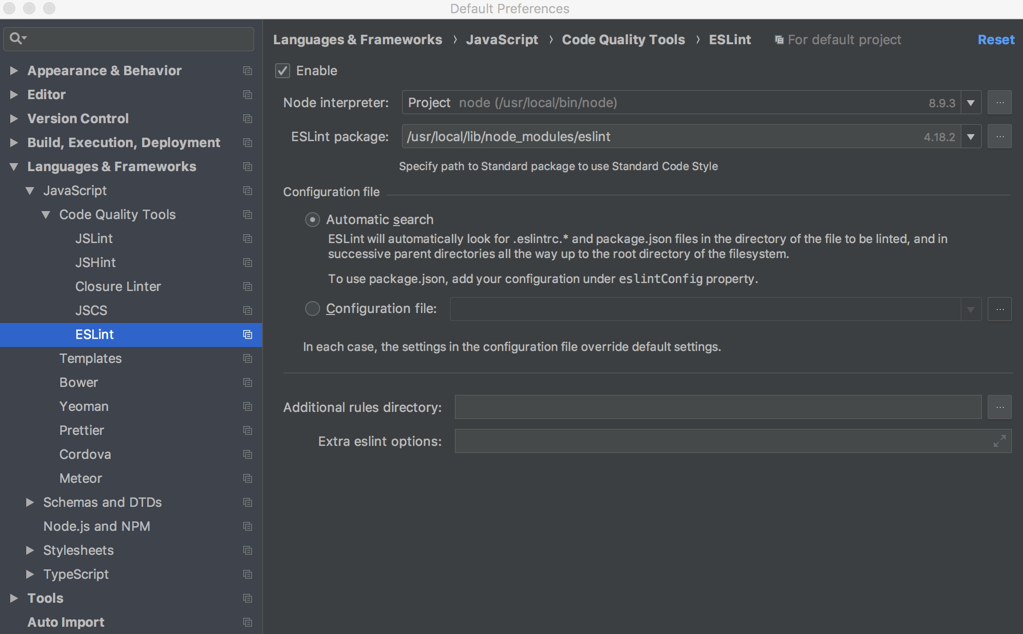 Default Preferences
Appearance & Behavior
Editor
Version Control
Build, Execution, Deployment
Languages & Frameworks
JavaScript
Code Quality Tools
JSLint
JSHint
Closure Linter
JSCS
ESLint
Templates
Bower
Yeoman
Prettier
Cordova
Meteor
Schemas and DTDs
Node.js and NPM
Stylesheets
TypeScript
Tools
Auto Import
Languages & Frameworks › JavaScript › Code Quality Tools › ESLint For default project Reset
Enable
Node interpreter: Project node (/usr/local/bin/node) 8.9.3 ...
ESLint package: /usr/local/lib/node_modules/eslint 4.18.2 ...
Specify path to Standard package to use Standard Code Style
Configuration file
Automatic search
ESLint will automatically look for .eslintrc.* and package.json files in the directory of the file to be linted, and in
successive parent directories all the way up to the root directory of the filesystem.
To use package.json, add your configuration under eslintConfig property.
Configuration file: ...
In each case, the settings in the configuration file override default settings.
Additional rules directory: ...
Extra eslint options: